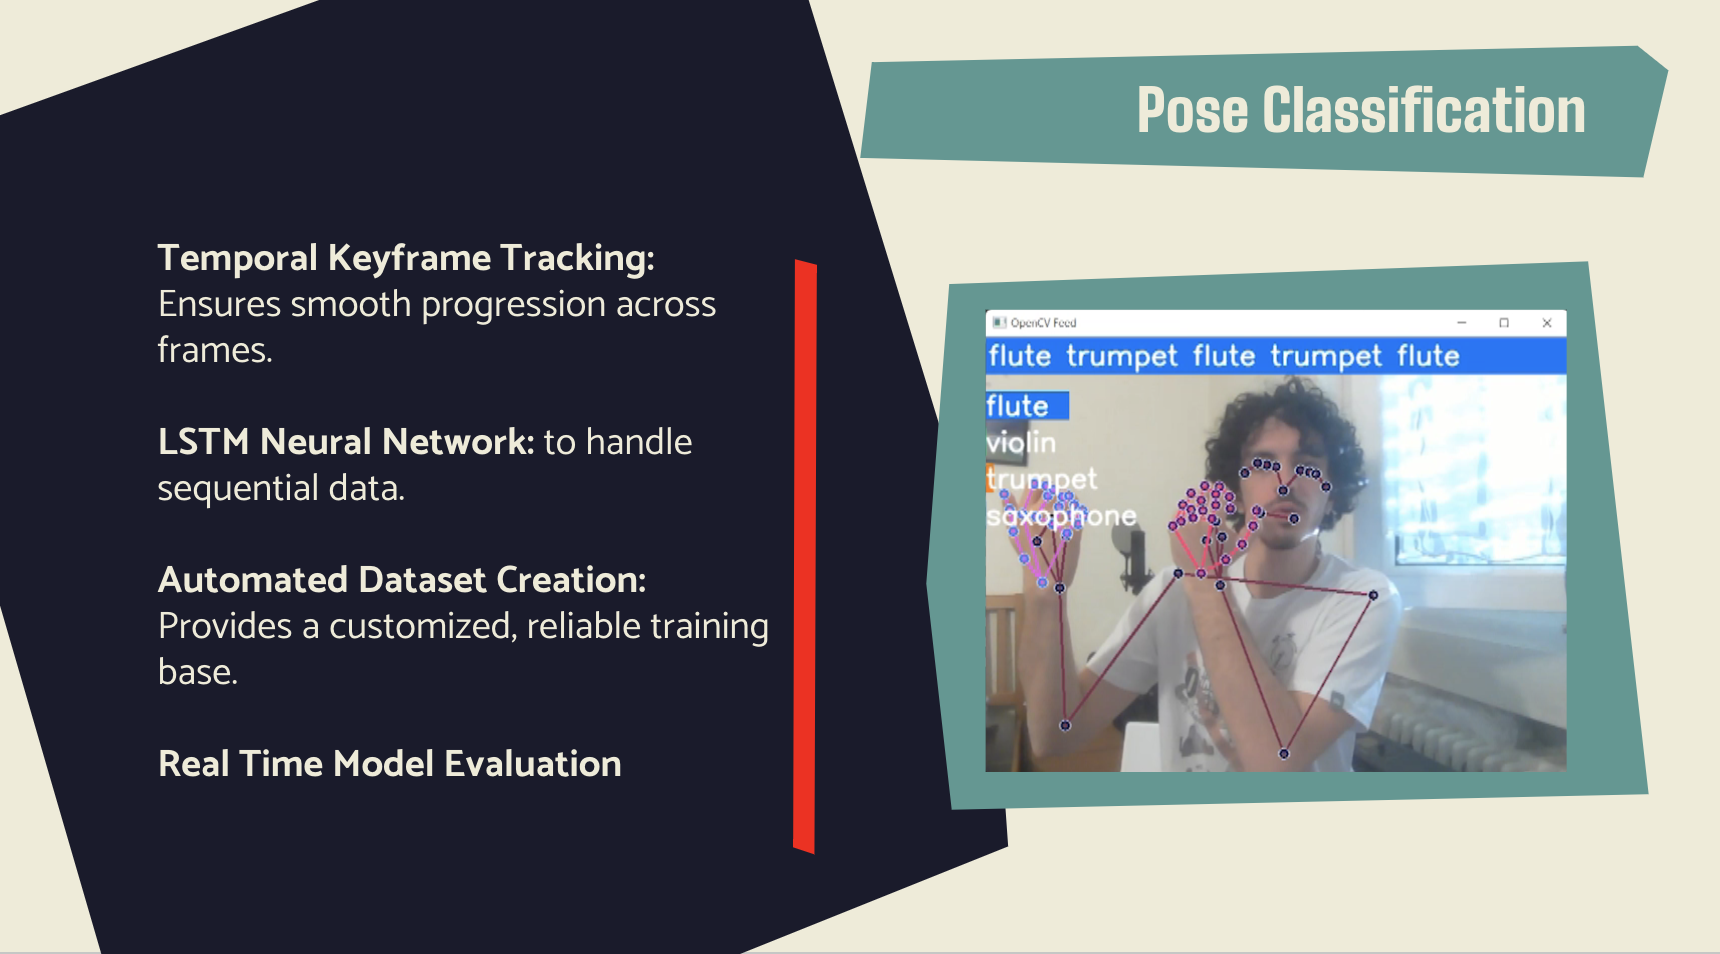 Pose Classification
Temporal Keyframe Tracking:
Ensures smooth progression across
frames.
LSTM Neural Network: to handle
sequential data.
Automated Dataset Creation:
Provides a customized, reliable training
base.
Real Time Model Evaluation
OpenCV Feed
flute trumpet flute trumpet flute
flute
violin
trumpet
saxophone